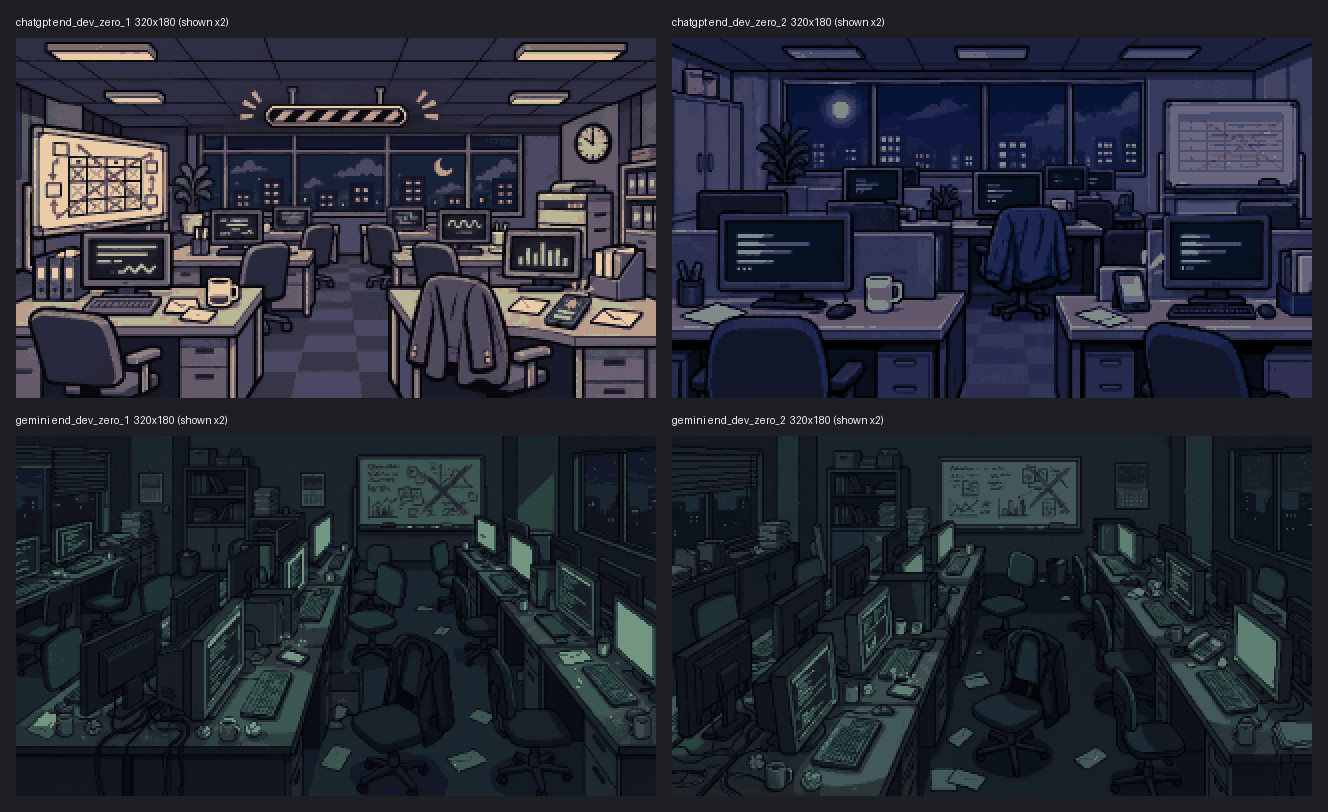 chatgpt end_dev_zero_1 320x180 (shown x2)
chatgpt end_dev_zero_2 320x180 (shown x2)
gemini end_dev_zero_1 320x180 (shown x2)
gemini end_dev_zero_2 320x180 (shown x2)